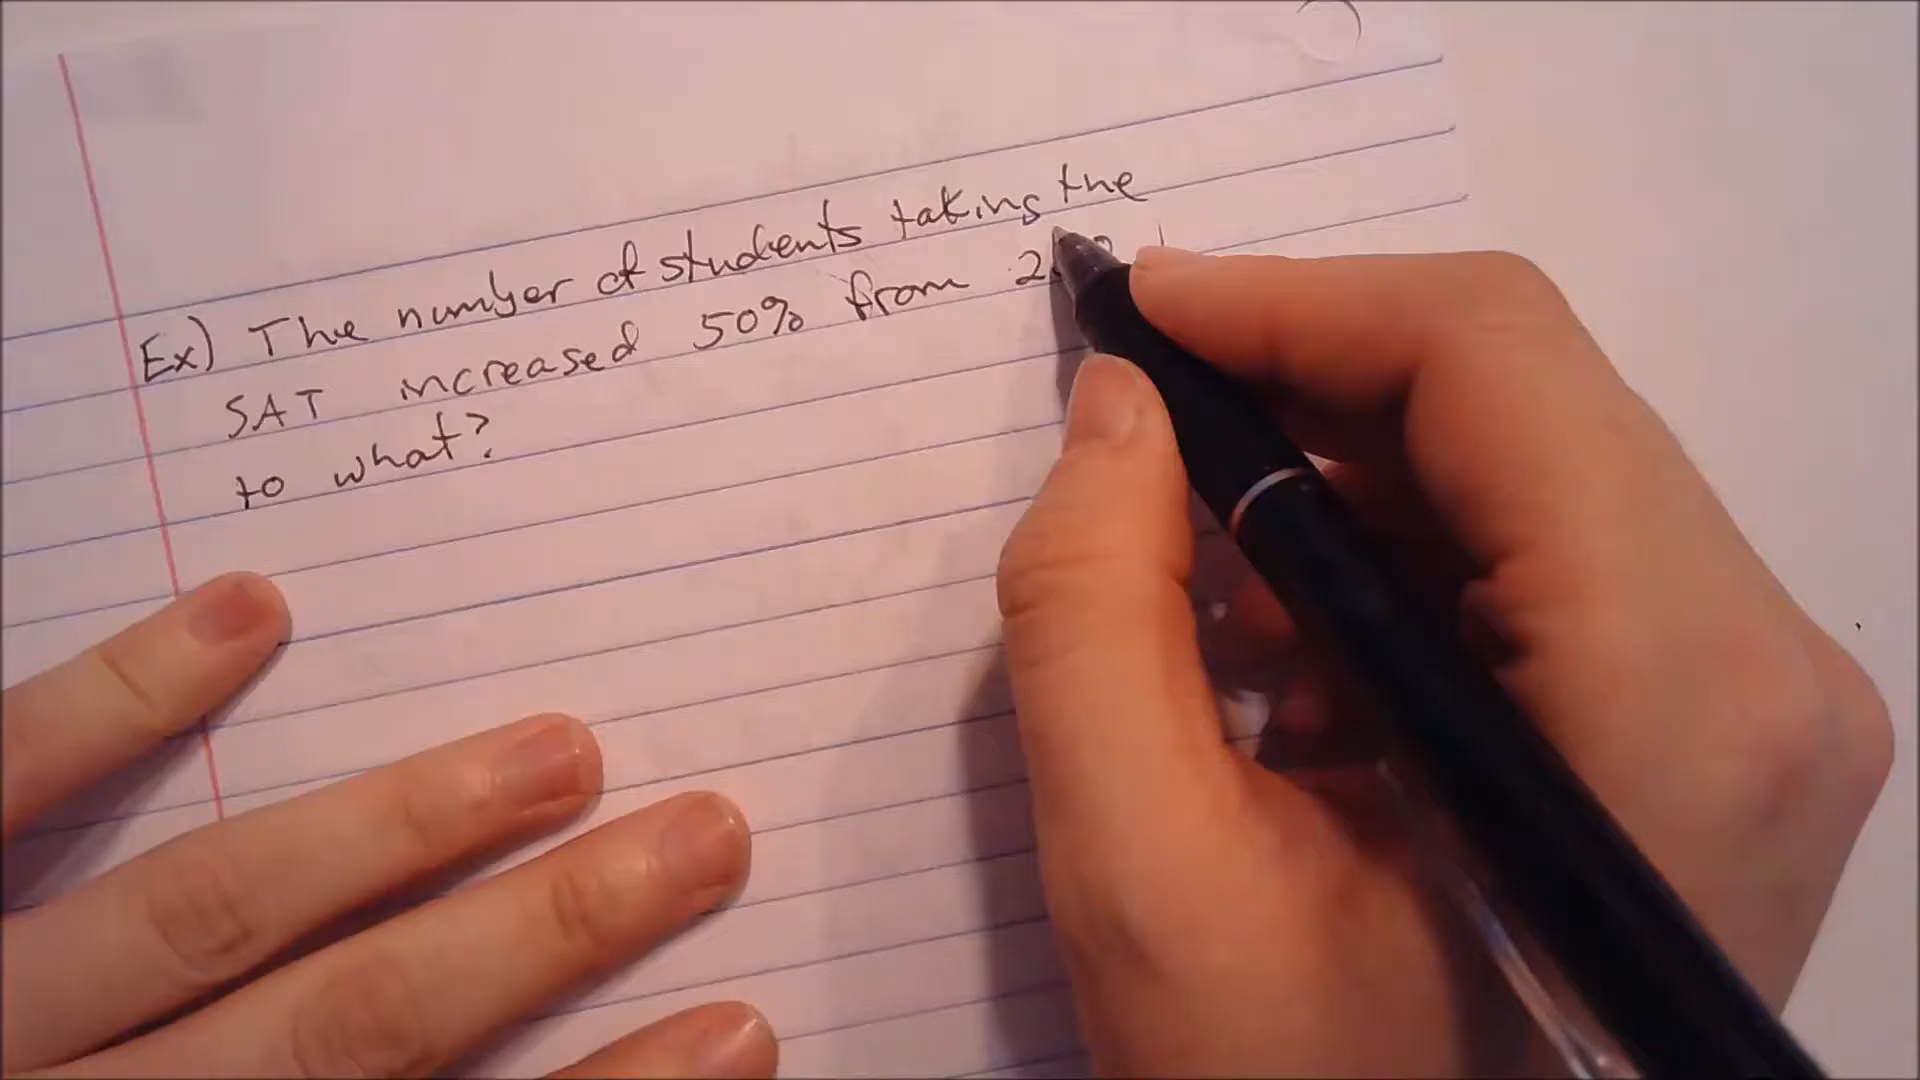 Ex) The number of students taking the
SAT increased 50% from
to what?